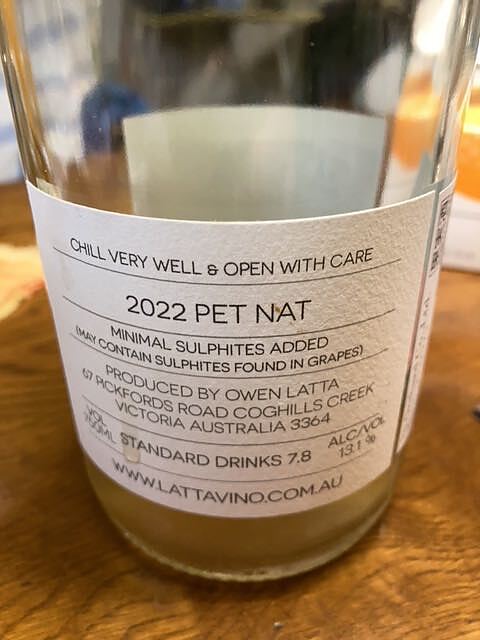 CHILL VERY WELL & OPEN WITH CARE
2022 PET NAT
MINIMAL SULPHITES ADDED
(MAY CONTAIN SULPHITES FOUND IN GRAPES)
PRODUCED BY OWEN LATTA
67 PICKFORDS ROAD COGHILLS CREEK
VICTORIA AUSTRALIA 3364
VOL
750ML
STANDARD DRINKS 7.8
ALC/VOL
13.1 %
WWW.LATTAVINO.COM.AU